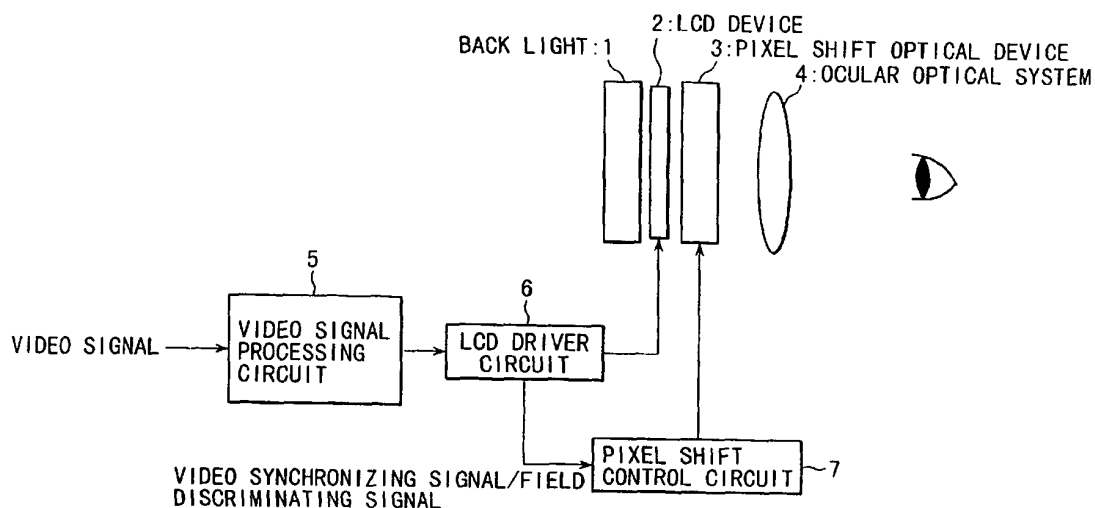 2:LCD DEVICE
BACK LIGHT:1
3:PIXEL SHIFT OPTICAL DEVICE
4:OCULAR OPTICAL SYSTEM
5
VIDEO SIGNAL
VIDEO SIGNAL
PROCESSING
CIRCUIT
6
LCD DRIVER
CIRCUIT
PIXEL SHIFT
CONTROL CIRCUIT
7
VIDEO SYNCHRONIZING SIGNAL/FIELD
DISCRIMINATING SIGNAL